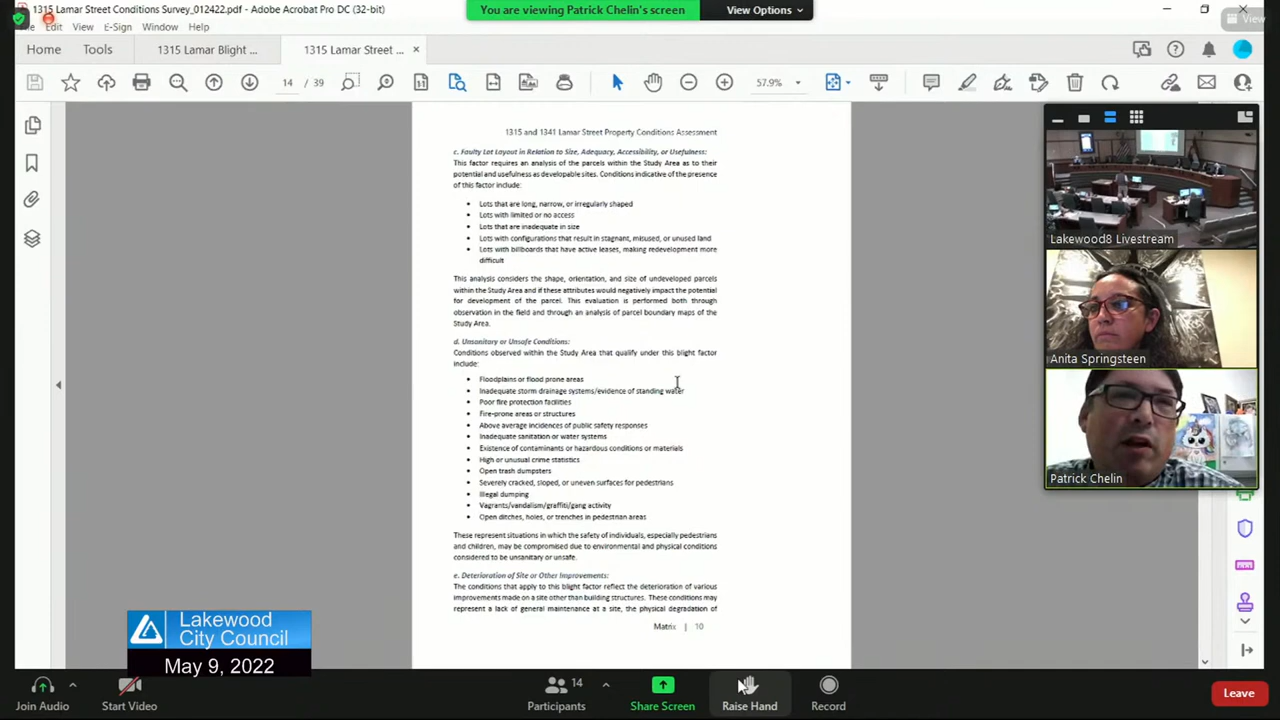 1315 Lamar Street Conditions Survey_012422.pdf - Adobe Acrobat Pro DC (32-bit)
You are viewing Patrick Chelin's screen
View Options
View
Edit View E-Sign Window Help
Home Tools 1315 Lamar Blight ... 1315 Lamar Street ...
14 / 39
57.9%
1315 and 1341 Lamar Street Property Conditions Assessment
c. Faulty Lot Layout in Relation to Size, Adequacy, Accessibility, or Usefulness:
This factor requires an analysis of the parcels within the Study Area as to their
potential and usefulness as developable sites. Conditions indicative of the presence
of this factor include:
• Lots that are long, narrow, or irregularly shaped
• Lots with limited or no access
• Lots that are inadequate in size
• Lots with configurations that result in stagnant, misused, or unused land
• Lots with billboards that have active leases, making redevelopment more
difficult
This analysis considers the shape, orientation, and size of undeveloped parcels
within the Study Area and if these attributes would negatively impact the potential
for development of the parcel. This evaluation is performed both through
observation in the field and through an analysis of parcel boundary maps of the
Study Area.
d. Unsanitary or Unsafe Conditions:
Conditions observed within the Study Area that qualify under this blight factor
include:
• Floodplains or flood prone areas
• Inadequate storm drainage systems/evidence of standing water
• Poor fire protection facilities
• Fire-prone areas or structures
• Above average incidences of public safety responses
• Inadequate sanitation or water systems
• Existence of contaminants or hazardous conditions or materials
• High or unusual crime statistics
• Open trash dumpsters
• Severely cracked, sloped, or uneven surfaces for pedestrians
• Illegal dumping
• Vagrants/vandalism/graffiti/gang activity
• Open ditches, holes, or trenches in pedestrian areas
These represent situations in which the safety of individuals, especially pedestrians
and children, may be compromised due to environmental and physical conditions
considered to be unsanitary or unsafe.
e. Deterioration of Site or Other Improvements:
The conditions that apply to this blight factor reflect the deterioration of various
improvements made on a site other than building structures. These conditions may
represent a lack of general maintenance at a site, the physical degradation of
Matrix | 10
Lakewood8 Livestream
Anita Springsteen
Patrick Chelin
Lakewood
City Council
May 9, 2022
Join Audio
Start Video
14
Participants
Share Screen
Raise Hand
Record
Leave